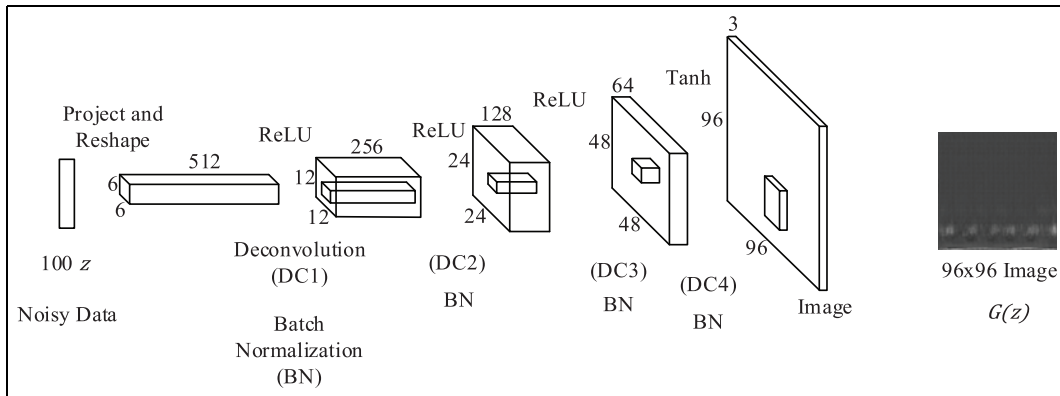 Project and
Reshape
512
6
6
100 z
Noisy Data
ReLU
256
12
12
Deconvolution
(DC1)
Batch
Normalization
(BN)
ReLU
128
24
24
(DC2)
BN
ReLU
64
48
48
(DC3)
BN
Tanh
3
96
96
(DC4)
BN
Image
96x96 Image
G(z)